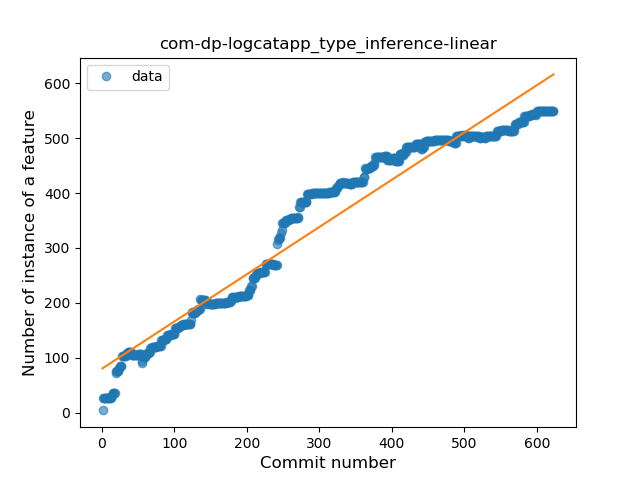 com-dp-logcatapp_type_inference-linear
data
Number of instance of a feature
600
500
400
300
200
100
0
0 100 200 300 400 500 600
Commit number